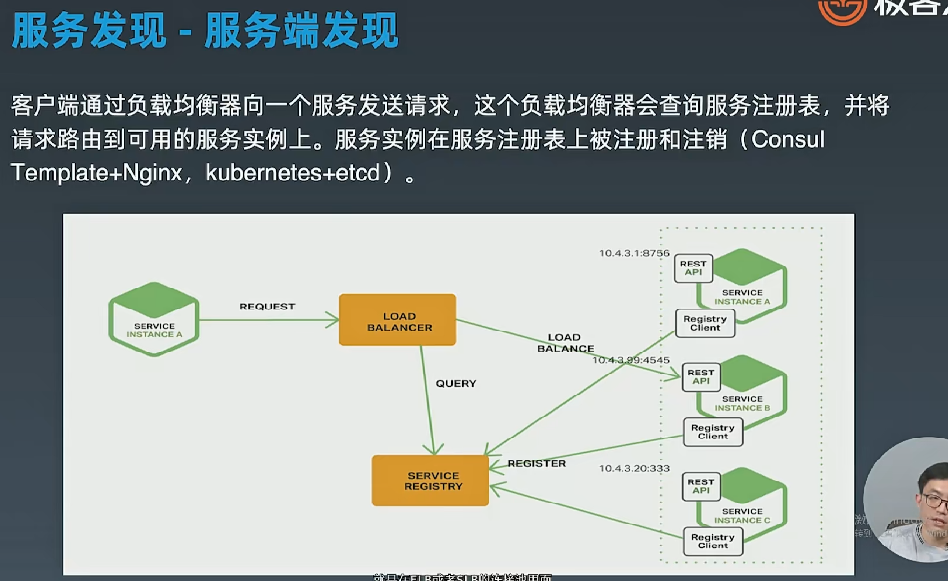 服务发现 - 服务端发现
客户端通过负载均衡器向一个服务发送请求，这个负载均衡器会查询服务注册表，并将
请求路由到可用的服务实例上。服务实例在服务注册表上被注册和注销（Consul
Template+Nginx，kubernetes+etcd）。
SERVICE
INSTANCE A
REQUEST
LOAD
BALANCER
QUERY
SERVICE
REGISTRY
LOAD
BALANCE
REGISTER
10.4.3.1:8756
REST
API
SERVICE
INSTANCE A
Registry
Client
10.4.3.99:4545
REST
API
SERVICE
INSTANCE B
Registry
Client
10.4.3.20:333
REST
API
SERVICE
INSTANCE C
Registry
Client